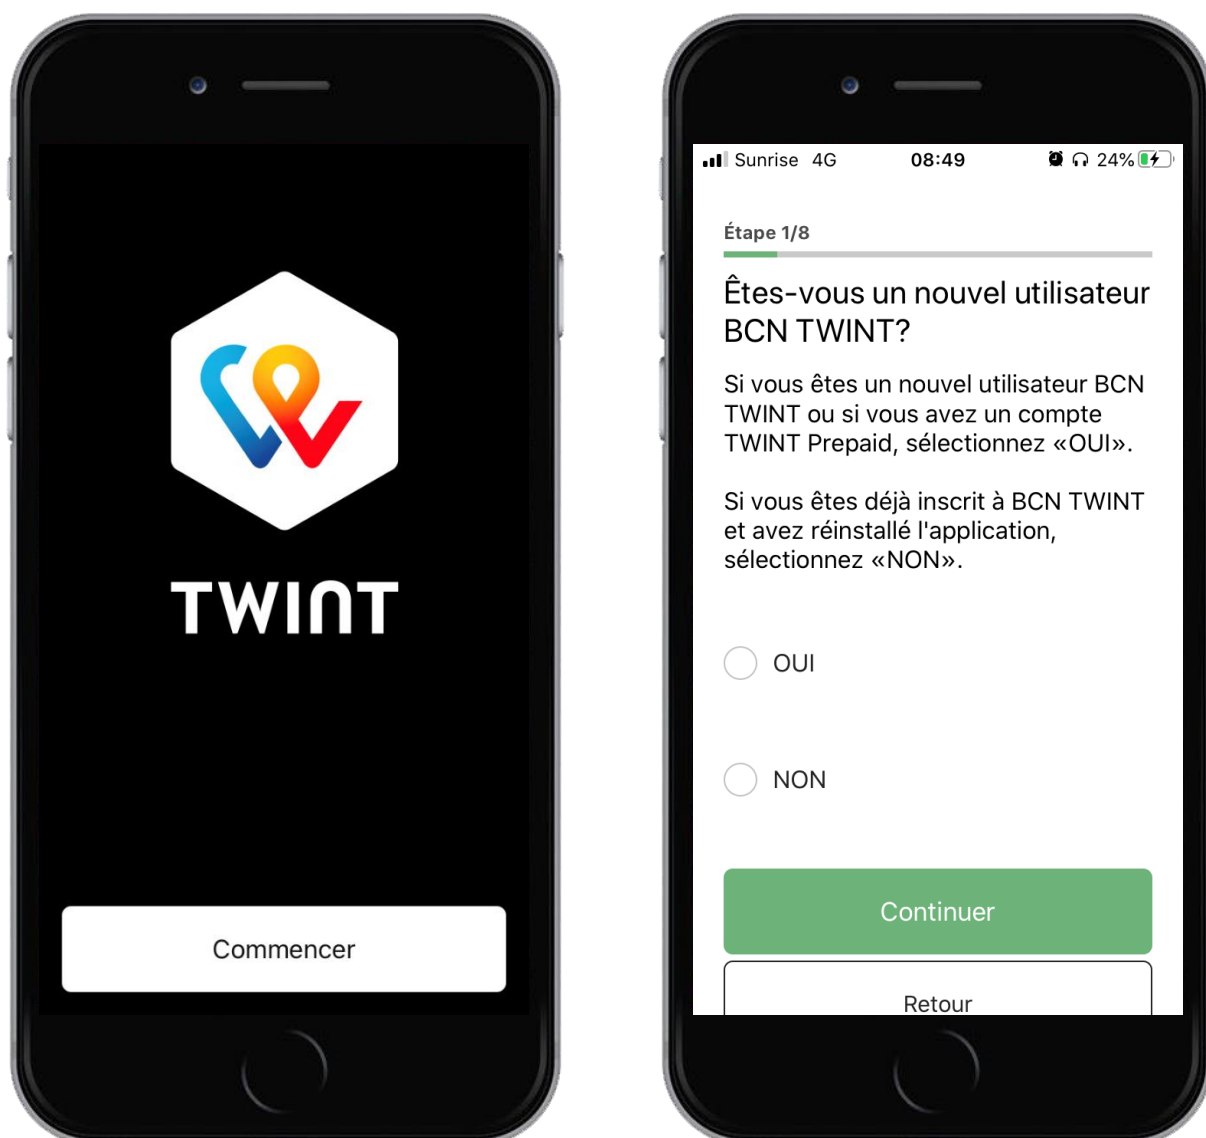 TWINT
Commencer
Sunrise 4G 08:49 24%
Étape 1/8
Êtes-vous un nouvel utilisateur
BCN TWINT?
Si vous êtes un nouvel utilisateur BCN
TWINT ou si vous avez un compte
TWINT Prepaid, sélectionnez «OUI».
Si vous êtes déjà inscrit à BCN TWINT
et avez réinstallé l'application,
sélectionnez «NON».
OUI
NON
Continuer
Retour